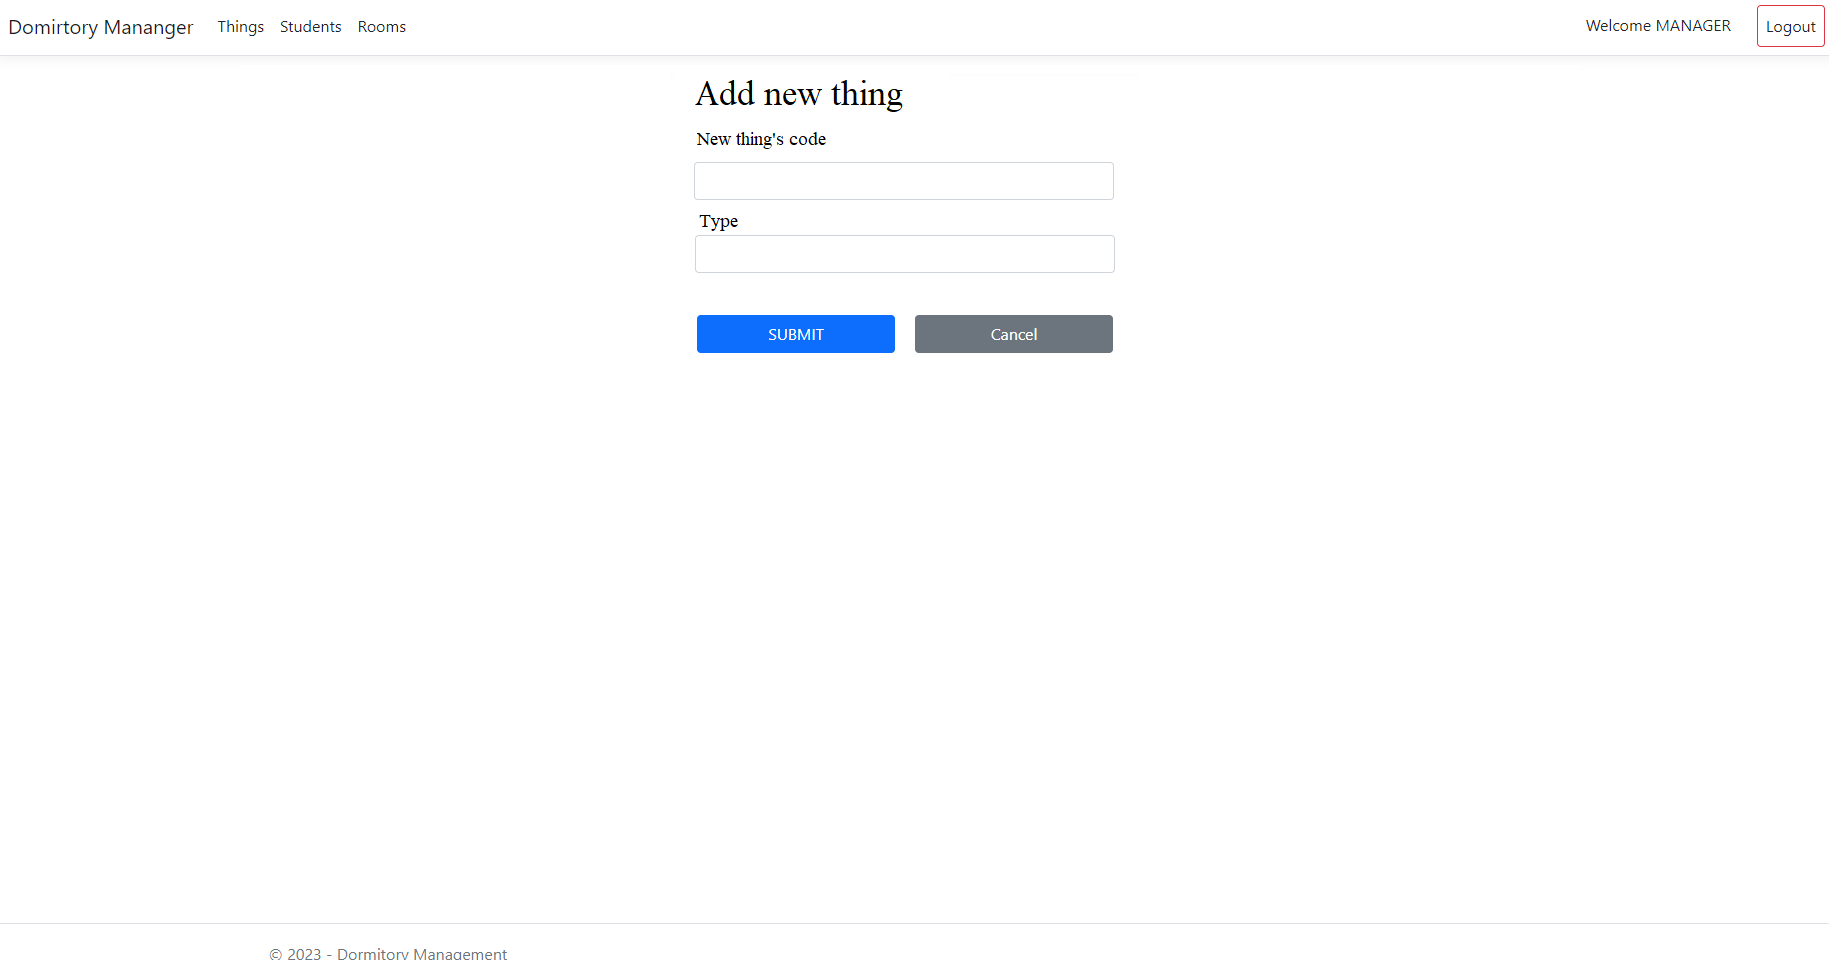 Domirtory Mananger Things Students Rooms Welcome MANAGER Logout
Add new thing
New thing's code
Type
SUBMIT Cancel
© 2023 - Dormitory Management